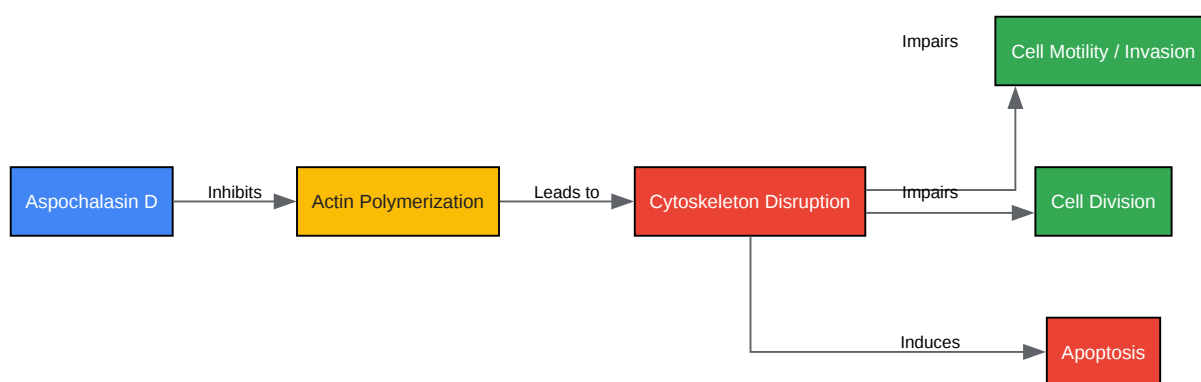 Impairs
Cell Motility / Invasion
Aspochalasin D
Inhibits
Actin Polymerization
Leads to
Cytoskeleton Disruption
Impairs
Cell Division
Induces
Apoptosis